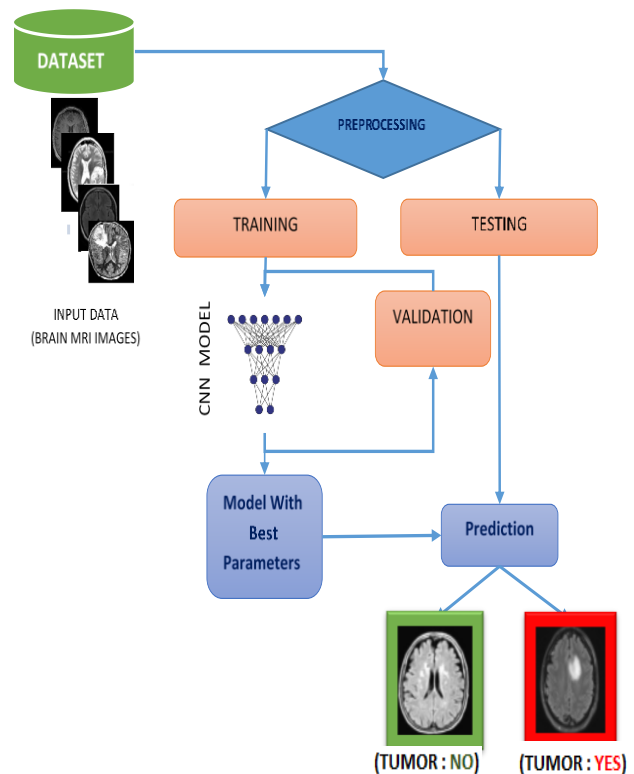 DATASET
PREPROCESSING
TRAINING
TESTING
INPUT DATA
(BRAIN MRI IMAGES)
CNN MODEL
VALIDATION
Model With
Best
Parameters
Prediction
(TUMOR : NO)
(TUMOR : YES)